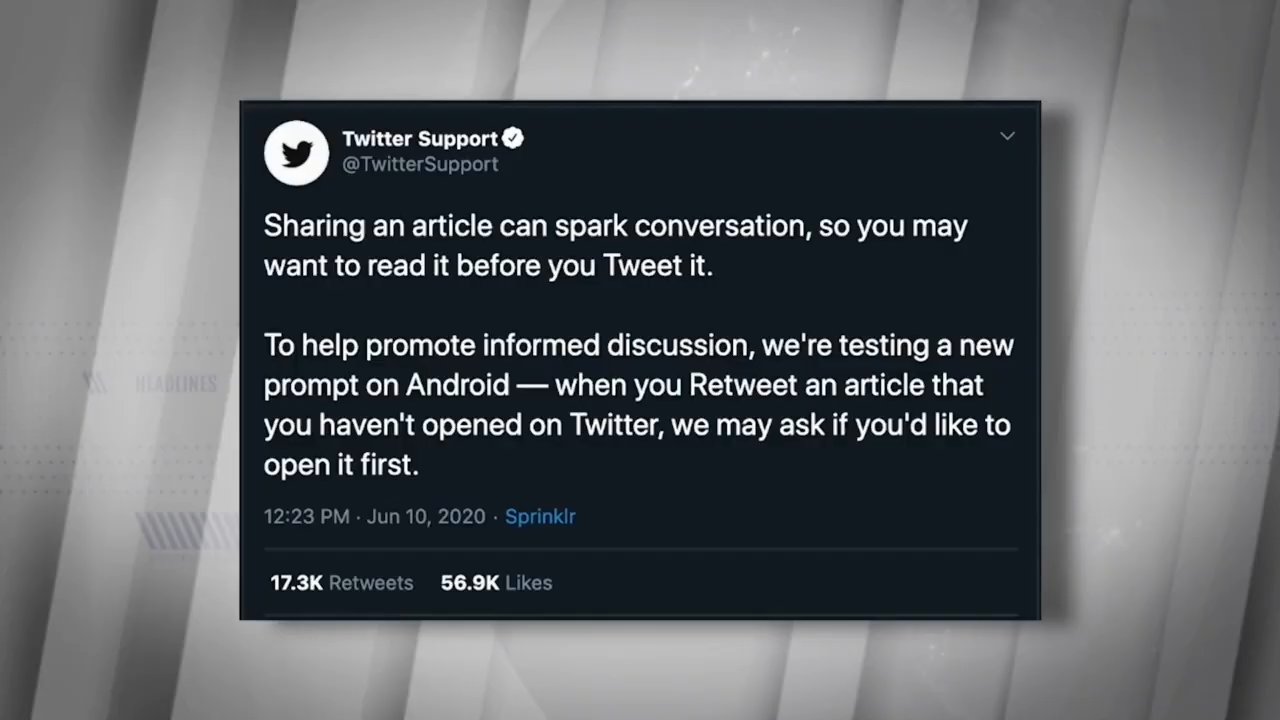 Twitter Support
@TwitterSupport
Sharing an article can spark conversation, so you may
want to read it before you Tweet it.
To help promote informed discussion, we're testing a new
prompt on Android — when you Retweet an article that
you haven't opened on Twitter, we may ask if you'd like to
open it first.
12:23 PM · Jun 10, 2020 · Sprinklr
17.3K Retweets 56.9K Likes
HEADLINES